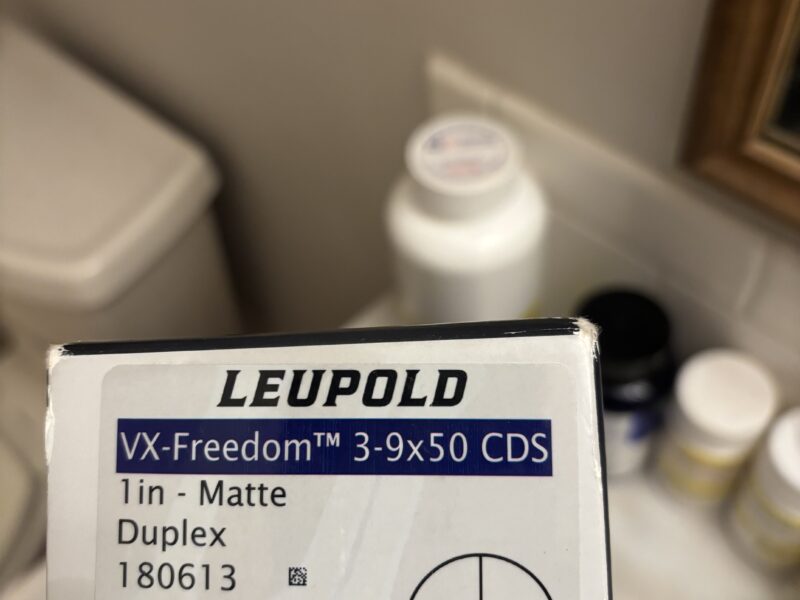 LEUPOLD
VX-Freedom™ 3-9x50 CDS
1in - Matte
Duplex
180613